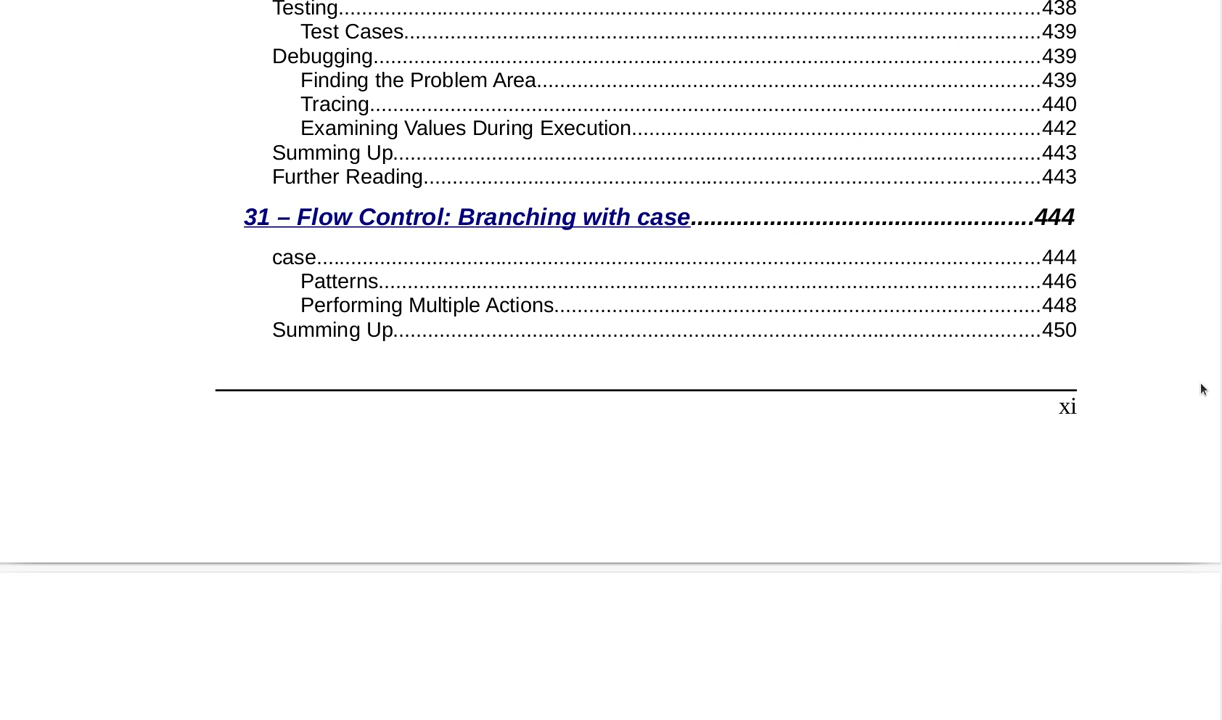 Testing.....................................................................................................................438
Test Cases..........................................................................................................439
Debugging...............................................................................................................439
Finding the Problem Area....................................................................................439
Tracing................................................................................................................440
Examining Values During Execution....................................................................442
Summing Up............................................................................................................443
Further Reading.......................................................................................................443
31 – Flow Control: Branching with case.....................................................444
case.........................................................................................................................444
Patterns..............................................................................................................446
Performing Multiple Actions.................................................................................448
Summing Up............................................................................................................450
xi